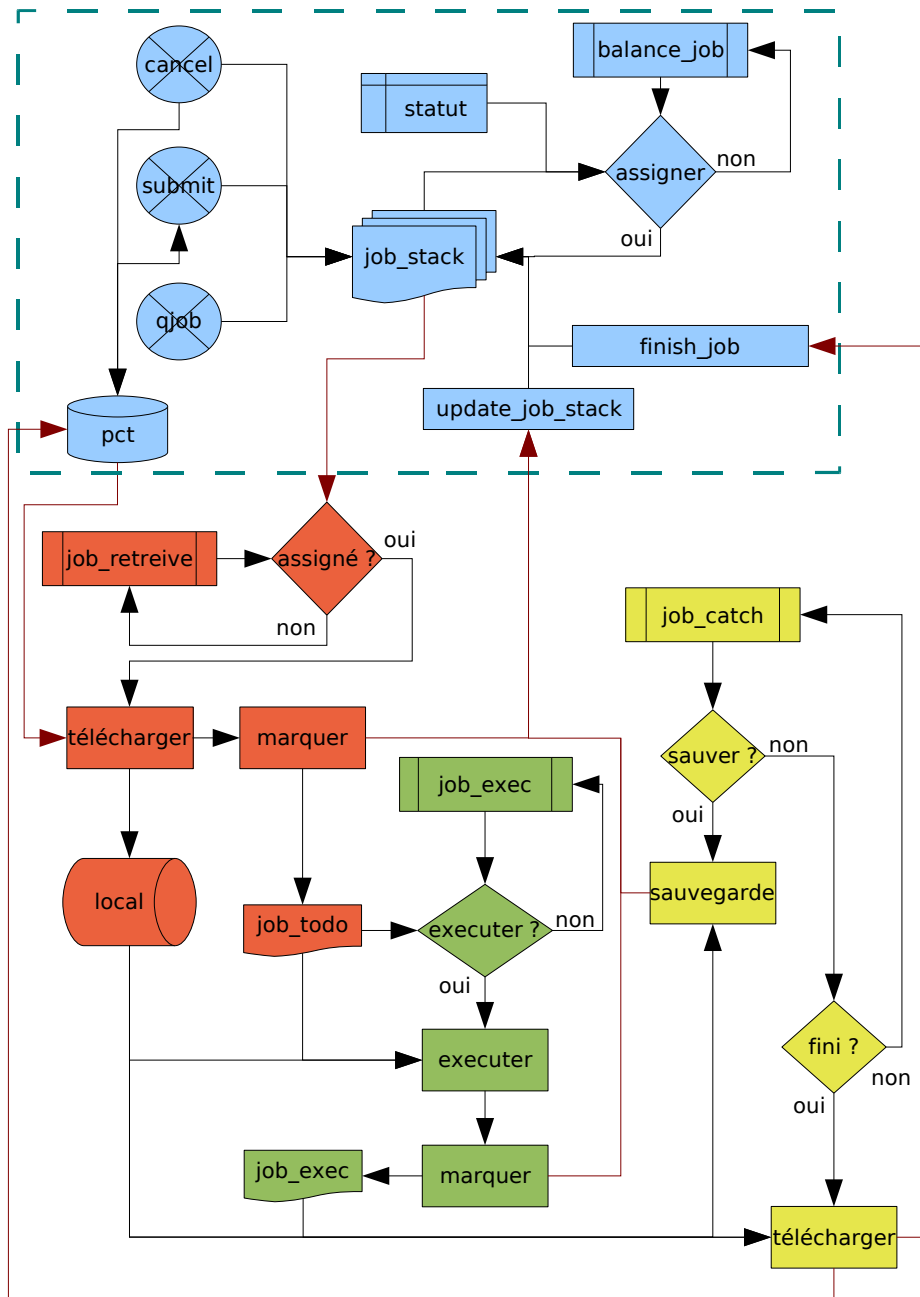 cancel
balance_job
statut
submit
assigner
non
oui
job_stack
qjob
finish_job
update_job_stack
pct
oui
job_retreive
assigné ?
non
job_catch
télécharger
marquer
sauver ?
non
job_exec
oui
local
sauvegarde
job_todo
executer ?
non
oui
executer
fini ?
non
oui
job_exec
marquer
télécharger